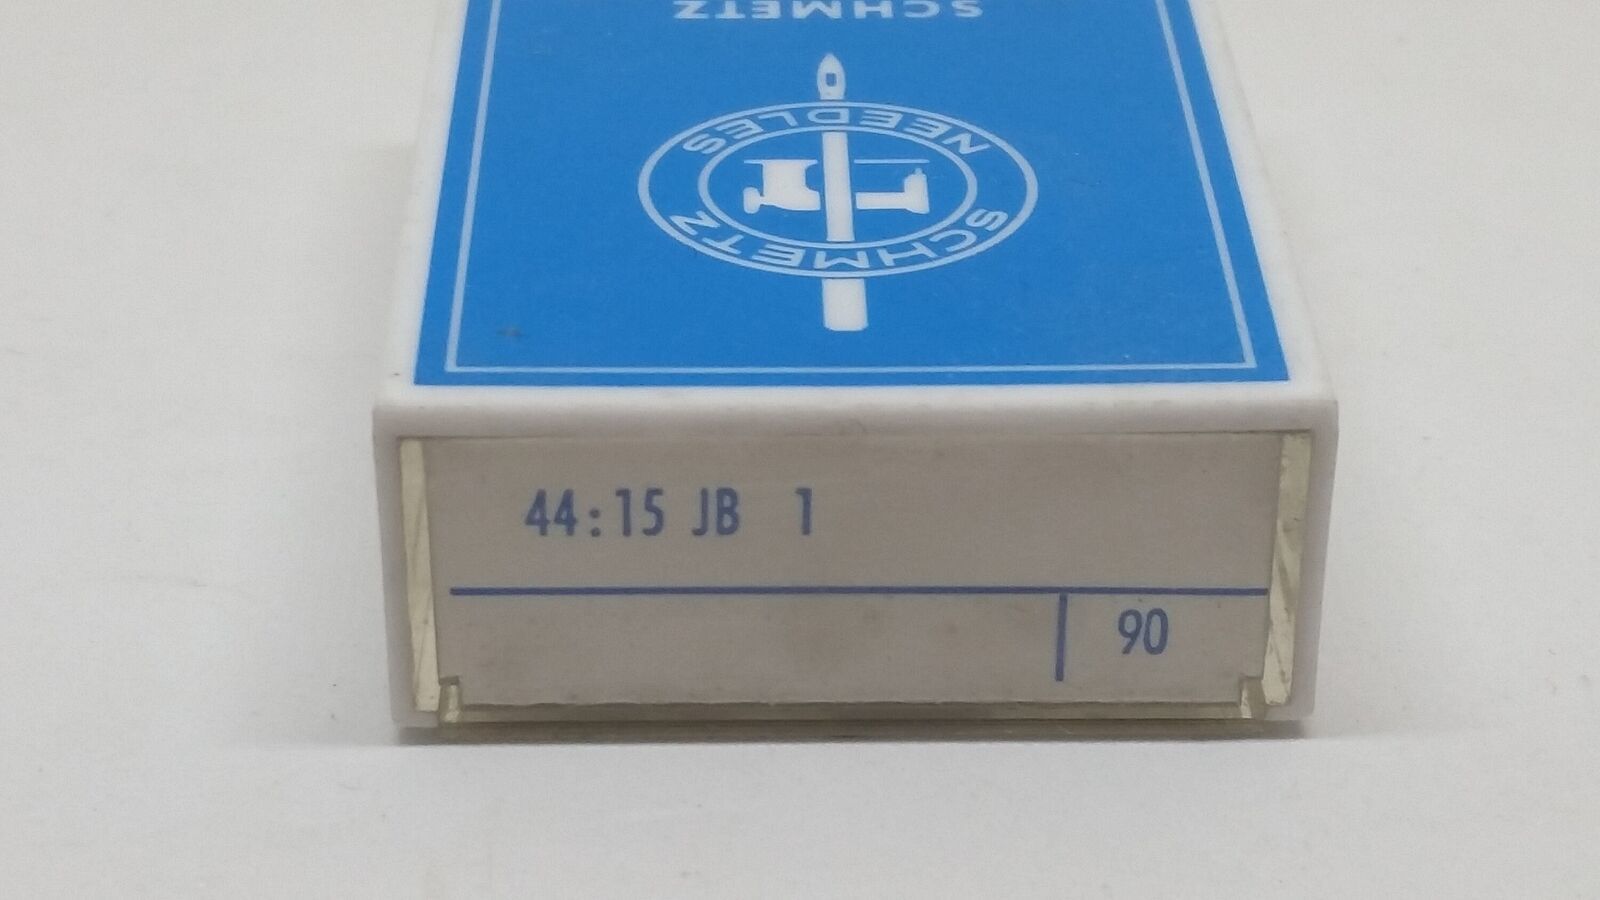 SCHMETZ
NEEDLES
SCHMETZ
44:15 JB 1
90